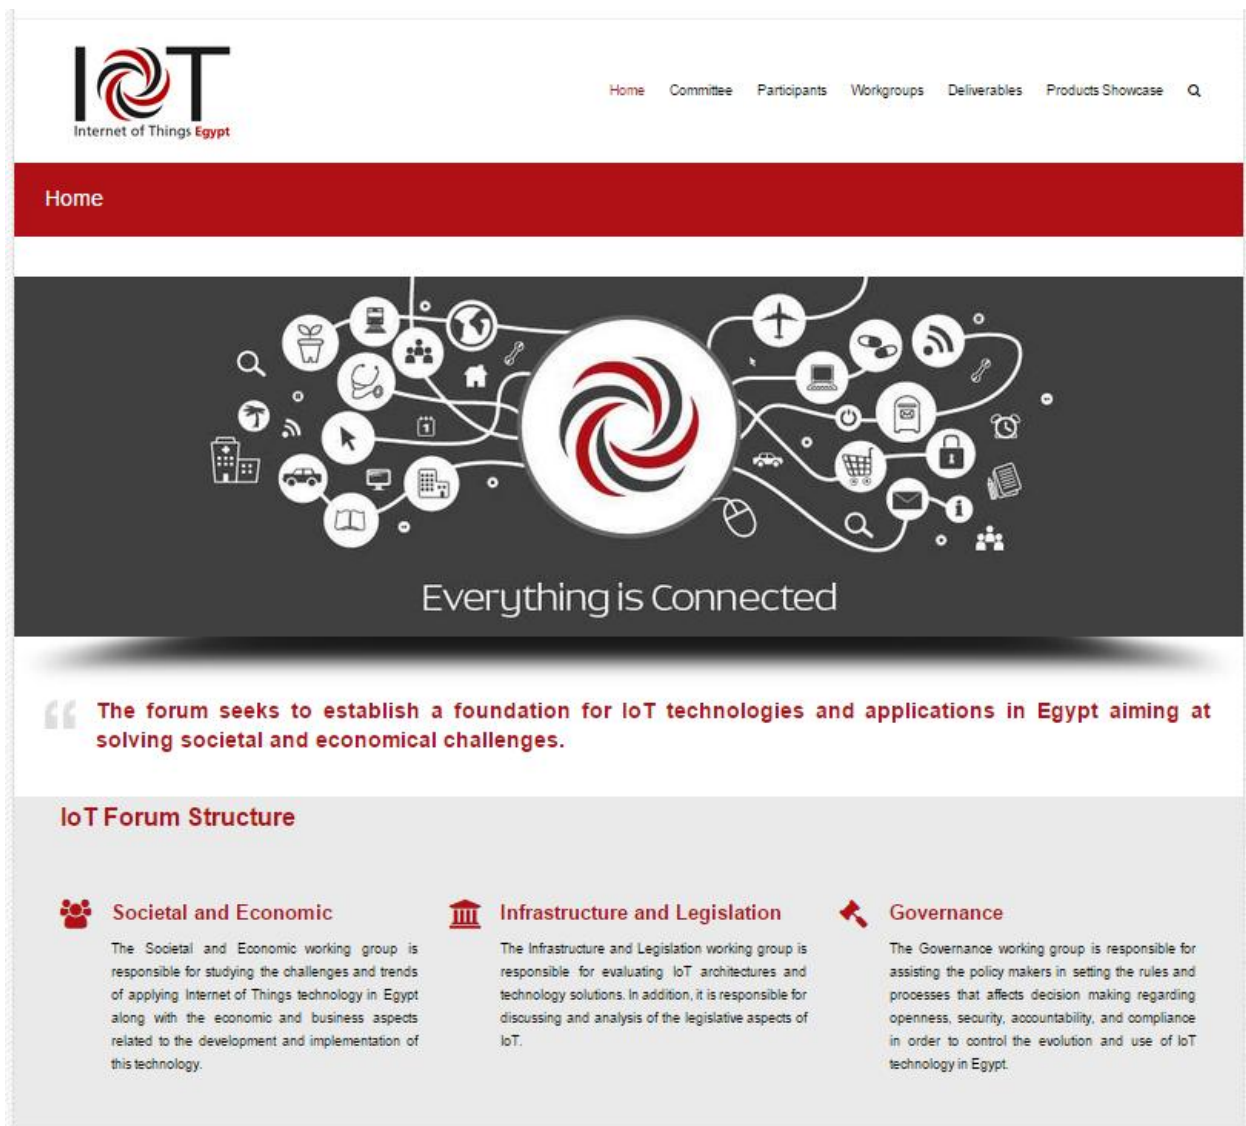 IOT
Internet of Things Egypt
Home Committee Participants Workgroups Deliverables Products Showcase
Home
Everything is Connected
The forum seeks to establish a foundation for IoT technologies and applications in Egypt aiming at
solving societal and economical challenges.
IoT Forum Structure
Societal and Economic
The Societal and Economic working group is
responsible for studying the challenges and trends
of applying Internet of Things technology in Egypt
along with the economic and business aspects
related to the development and implementation of
this technology.
Infrastructure and Legislation
The Infrastructure and Legislation working group is
responsible for evaluating IoT architectures and
technology solutions. In addition, it is responsible for
discussing and analysis of the legislative aspects of
IoT.
Governance
The Governance working group is responsible for
assisting the policy makers in setting the rules and
processes that affects decision making regarding
openness, security, accountability, and compliance
in order to control the evolution and use of IoT
technology in Egypt.